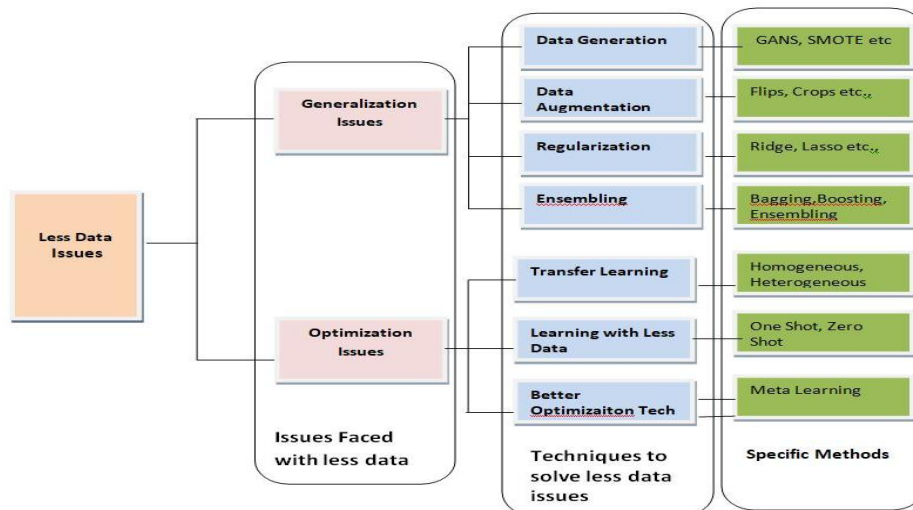 Less Data
Issues
Generalization
Issues
Optimization
Issues
Issues Faced
with less data
Data Generation
Data
Augmentation
Regularization
Ensembling
Transfer Learning
Learning with Less
Data
Better
Optimizaiton Tech
Techniques to
solve less data
issues
GANS, SMOTE etc
Flips, Crops etc,,
Ridge, Lasso etc,,
Bagging,Boosting,
Ensembling
Homogeneous,
Heterogeneous
One Shot, Zero
Shot
Meta Learning
Specific Methods